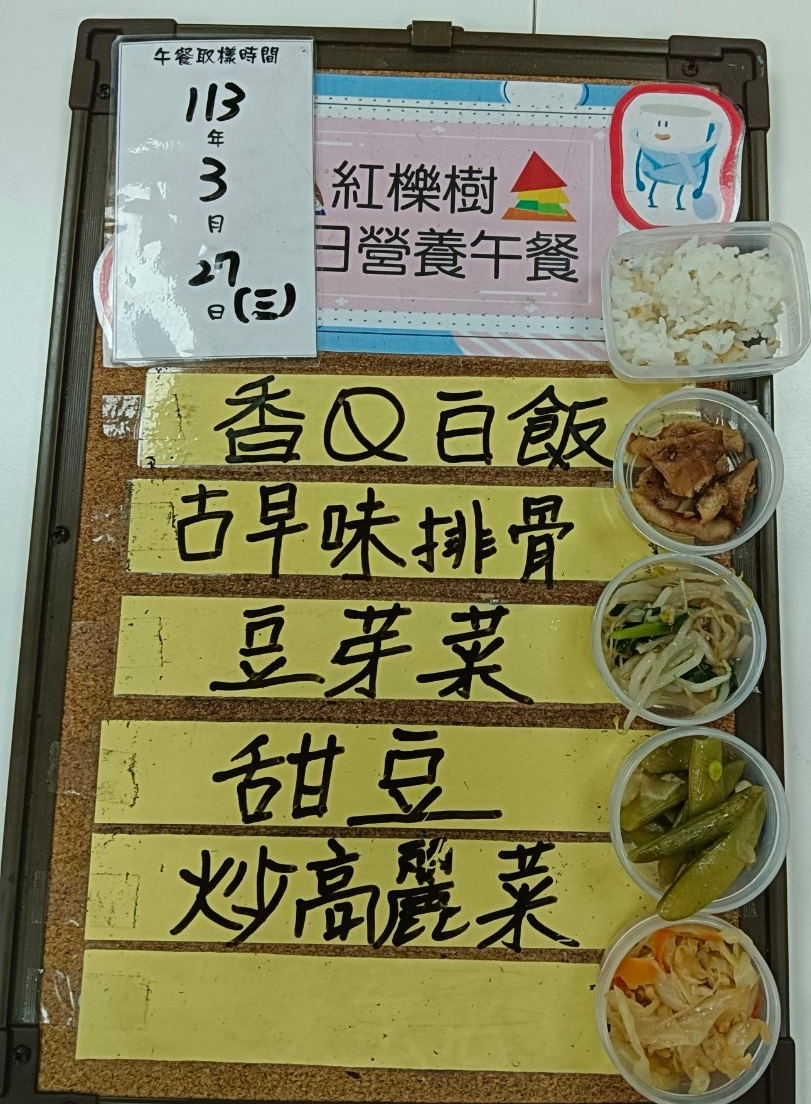 午餐取樣時間
113
年
3
月
27
日(三)
紅櫟樹
日營養午餐
香Q白飯
古早味排骨
豆芽菜
甜豆
炒高麗菜